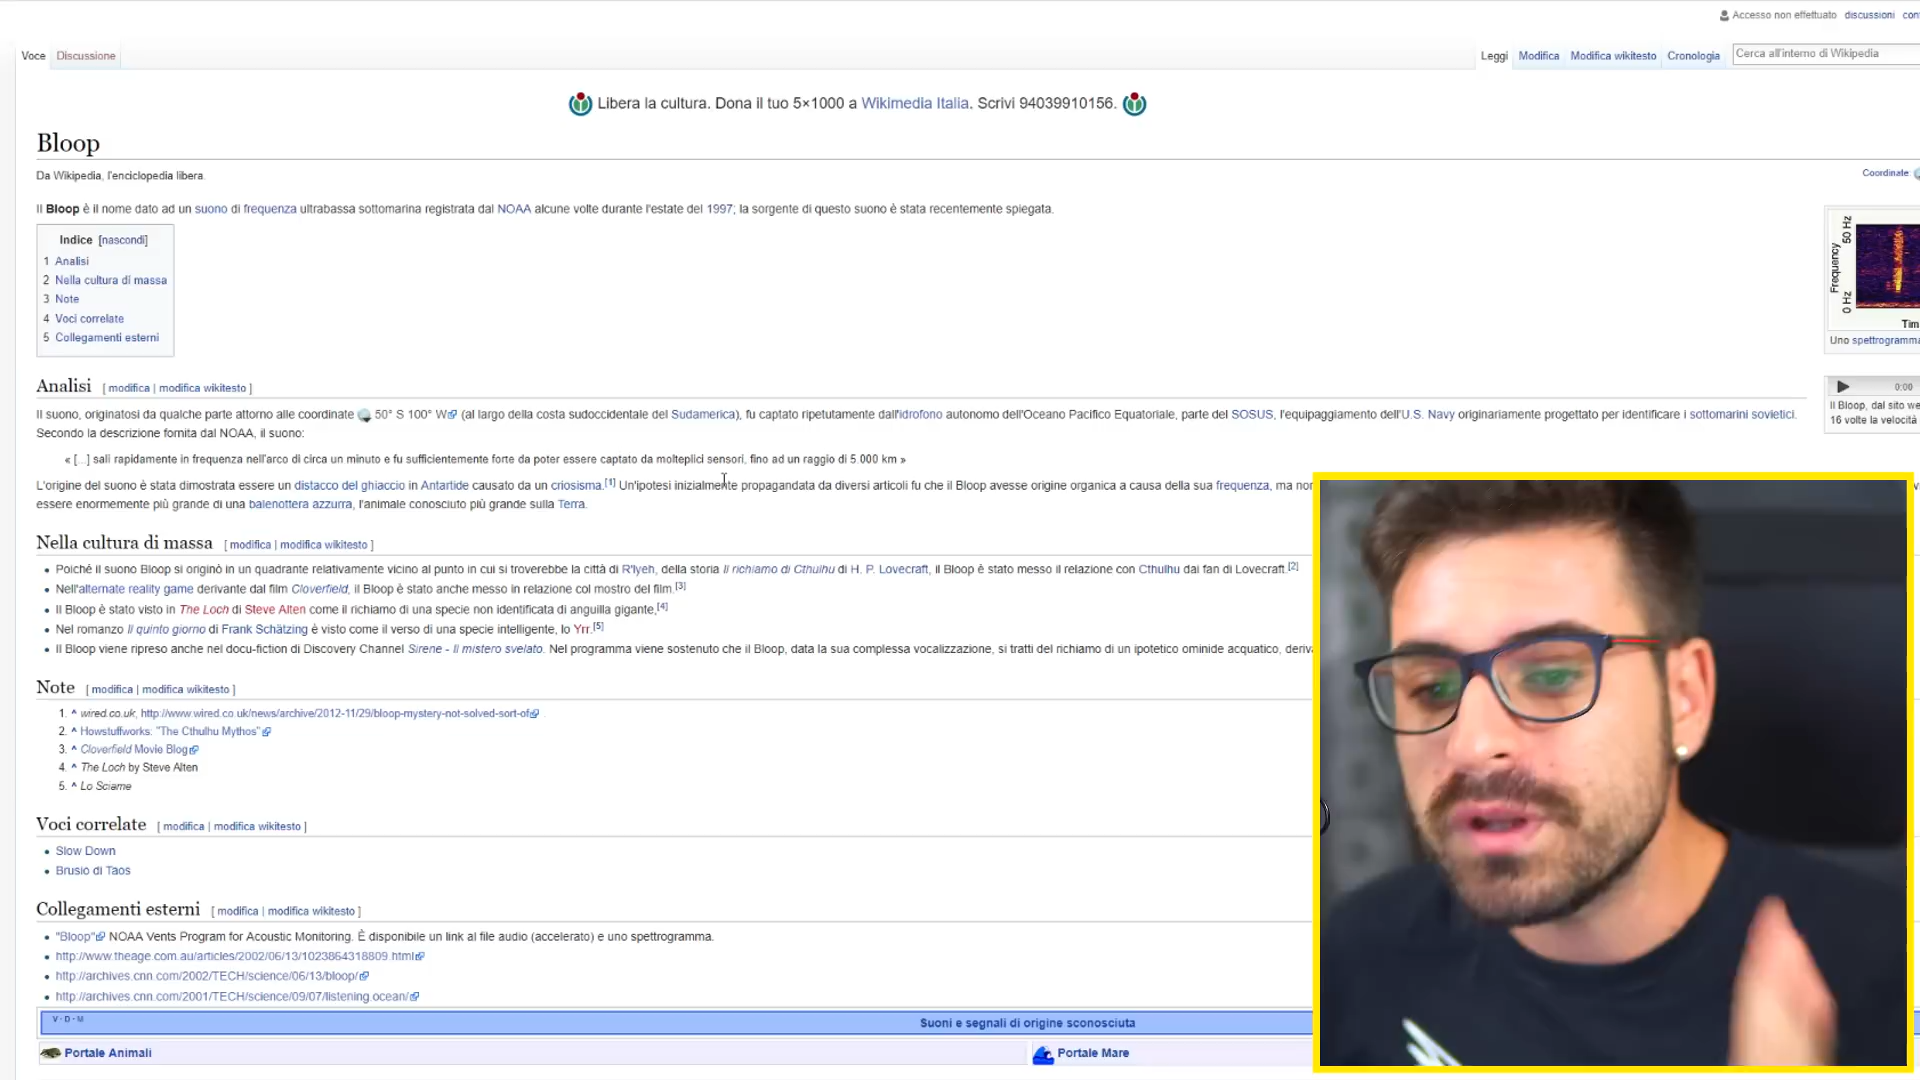 Accesso non effettuato discussioni
Voce Discussione
Leggi Modifica Modifica wikitesto Cronologia Cerca all'interno di Wikipedia
Libera la cultura. Dona il tuo 5×1000 a Wikimedia Italia. Scrivi 94039910156.
Bloop
Da Wikipedia, l'enciclopedia libera.
Coordinate:
Il Bloop è il nome dato ad un suono di frequenza ultrabassa sottomarina registrata dal NOAA alcune volte durante l'estate del 1997; la sorgente di questo suono è stata recentemente spiegata.
Indice [nascondi]
1 Analisi
2 Nella cultura di massa
3 Note
4 Voci correlate
5 Collegamenti esterni
Frequency
50 Hz
0 Hz
Tim
Uno spettrogramma
0:00
Il Bloop, dal sito we
16 volte la velocità
Analisi [ modifica | modifica wikitesto ]
Il suono, originatosi da qualche parte attorno alle coordinate 50° S 100° W (al largo della costa sudoccidentale del Sudamerica), fu captato ripetutamente dall'idrofono autonomo dell'Oceano Pacifico Equatoriale, parte del SOSUS, l'equipaggiamento dell'U.S. Navy originariamente progettato per identificare i sottomarini sovietici.
Secondo la descrizione fornita dal NOAA, il suono:
« [...] salì rapidamente in frequenza nell'arco di circa un minuto e fu sufficientemente forte da poter essere captato da molteplici sensori, fino ad un raggio di 5.000 km »
L'origine del suono è stata dimostrata essere un distacco del ghiaccio in Antartide causato da un criosisma.[1] Un'ipotesi inizialmente propagandata da diversi articoli fu che il Bloop avesse origine organica a causa della sua frequenza, ma
essere enormemente più grande di una balenottera azzurra, l'animale conosciuto più grande sulla Terra.
Nella cultura di massa [ modifica | modifica wikitesto ]
Poiché il suono Bloop si originò in un quadrante relativamente vicino al punto in cui si troverebbe la città di R'lyeh, della storia Il richiamo di Cthulhu di H. P. Lovecraft, il Bloop è stato messo il relazione con Cthulhu dai fan di Lovecraft.[2]
Nell'alternate reality game derivante dal film Cloverfield, il Bloop è stato anche messo in relazione col mostro del film.[3]
Il Bloop è stato visto in The Loch di Steve Alten come il richiamo di una specie non identificata di anguilla gigante,[4]
Nel romanzo Il quinto giorno di Frank Schätzing è visto come il verso di una specie intelligente, lo Yrr.[5]
Il Bloop viene ripreso anche nel docu-fiction di Discovery Channel Sirene - Il mistero svelato. Nel programma viene sostenuto che il Bloop, data la sua complessa vocalizzazione, si tratti del richiamo di un ipotetico ominide acquatico,
Note [ modifica | modifica wikitesto ]
1. ^ wired.co.uk, http://www.wired.co.uk/news/archive/2012-11/29/bloop-mystery-not-solved-sort-of
2. ^ Howstuffworks: "The Cthulhu Mythos"
3. ^ Cloverfield Movie Blog
4. ^ The Loch by Steve Alten
5. ^ Lo Sciame
Voci correlate [ modifica | modifica wikitesto ]
Slow Down
Brusio di Taos
Collegamenti esterni [ modifica | modifica wikitesto ]
"Bloop" NOAA Vents Program for Acoustic Monitoring. È disponibile un link al file audio (accelerato) e uno spettrogramma.
http://www.theage.com.au/articles/2002/06/13/1023864318809.html
http://archives.cnn.com/2002/TECH/science/06/13/bloop/
http://archives.cnn.com/2001/TECH/science/09/07/listening.ocean/
V · D · M Suoni e segnali di origine sconosciuta
Portale Animali Portale Mare